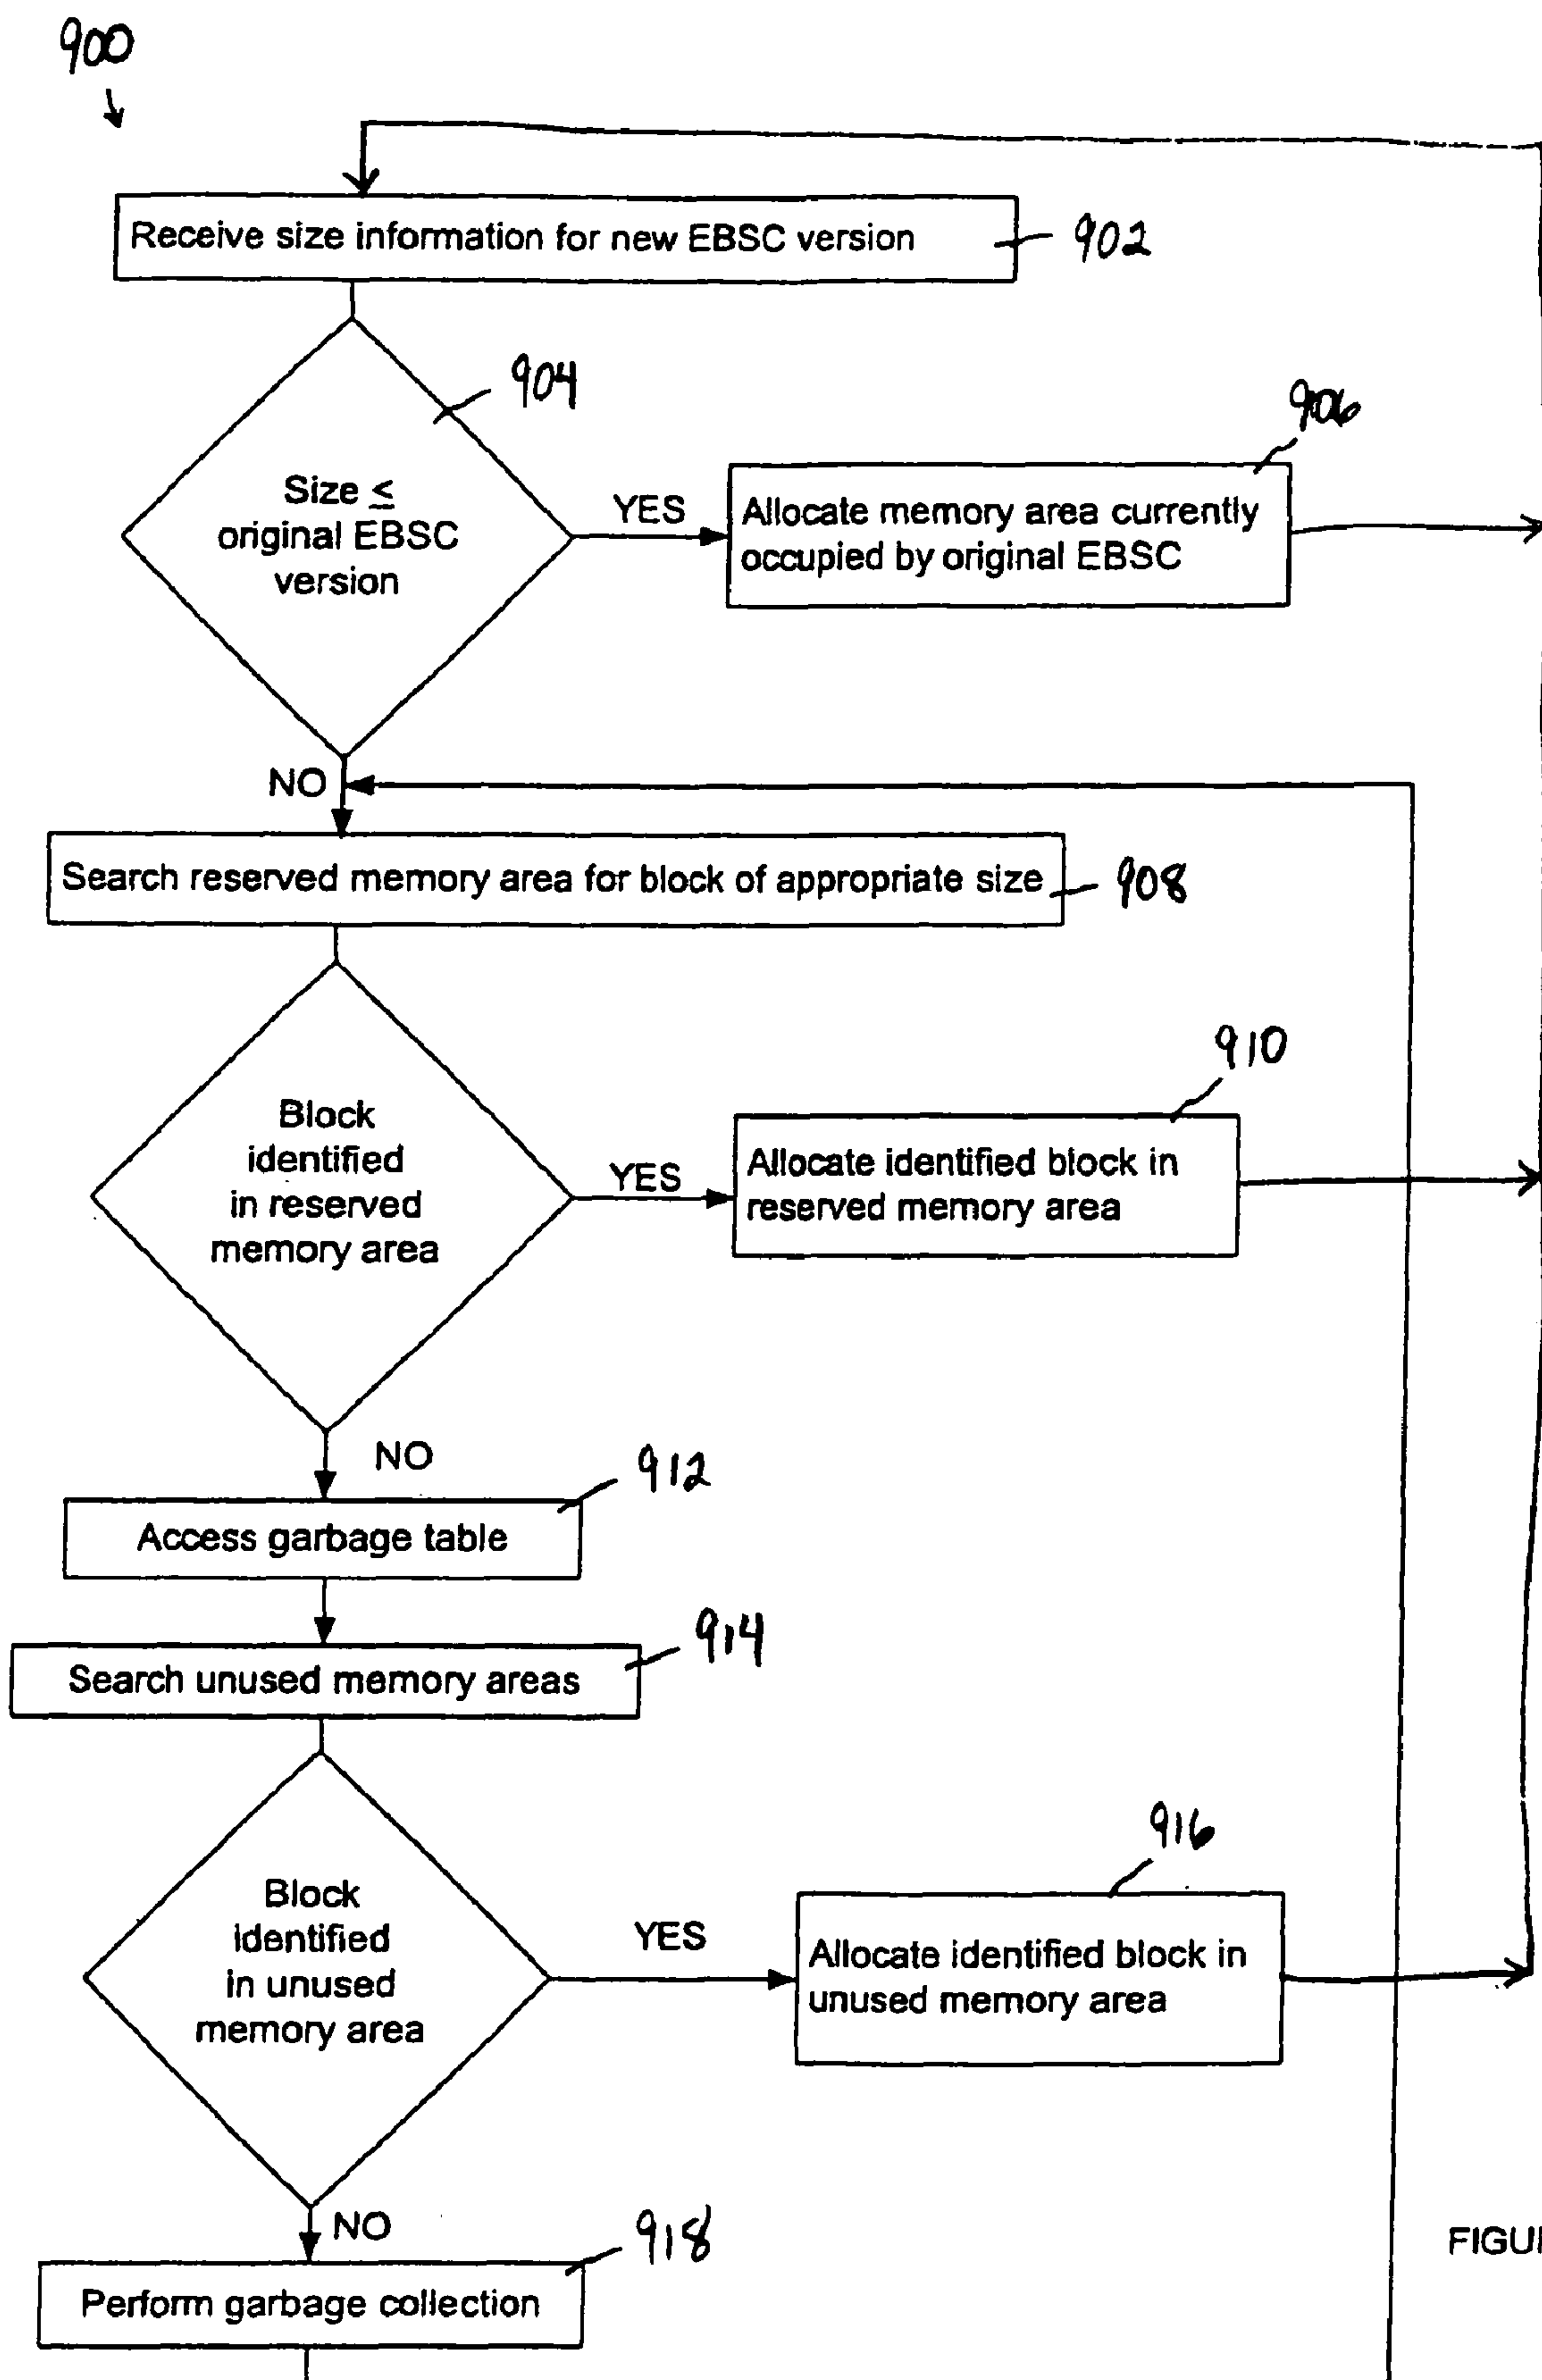 900
Receive size information for new EBSC version
902
904
Size ≤
original EBSC
version
YES
906
Allocate memory area currently
occupied by original EBSC
NO
Search reserved memory area for block of appropriate size
908
Block
identified
in reserved
memory area
YES
910
Allocate identified block in
reserved memory area
NO
912
Access garbage table
914
Search unused memory areas
Block
identified
in unused
memory area
YES
916
Allocate identified block in
unused memory area
NO
918
Perform garbage collection